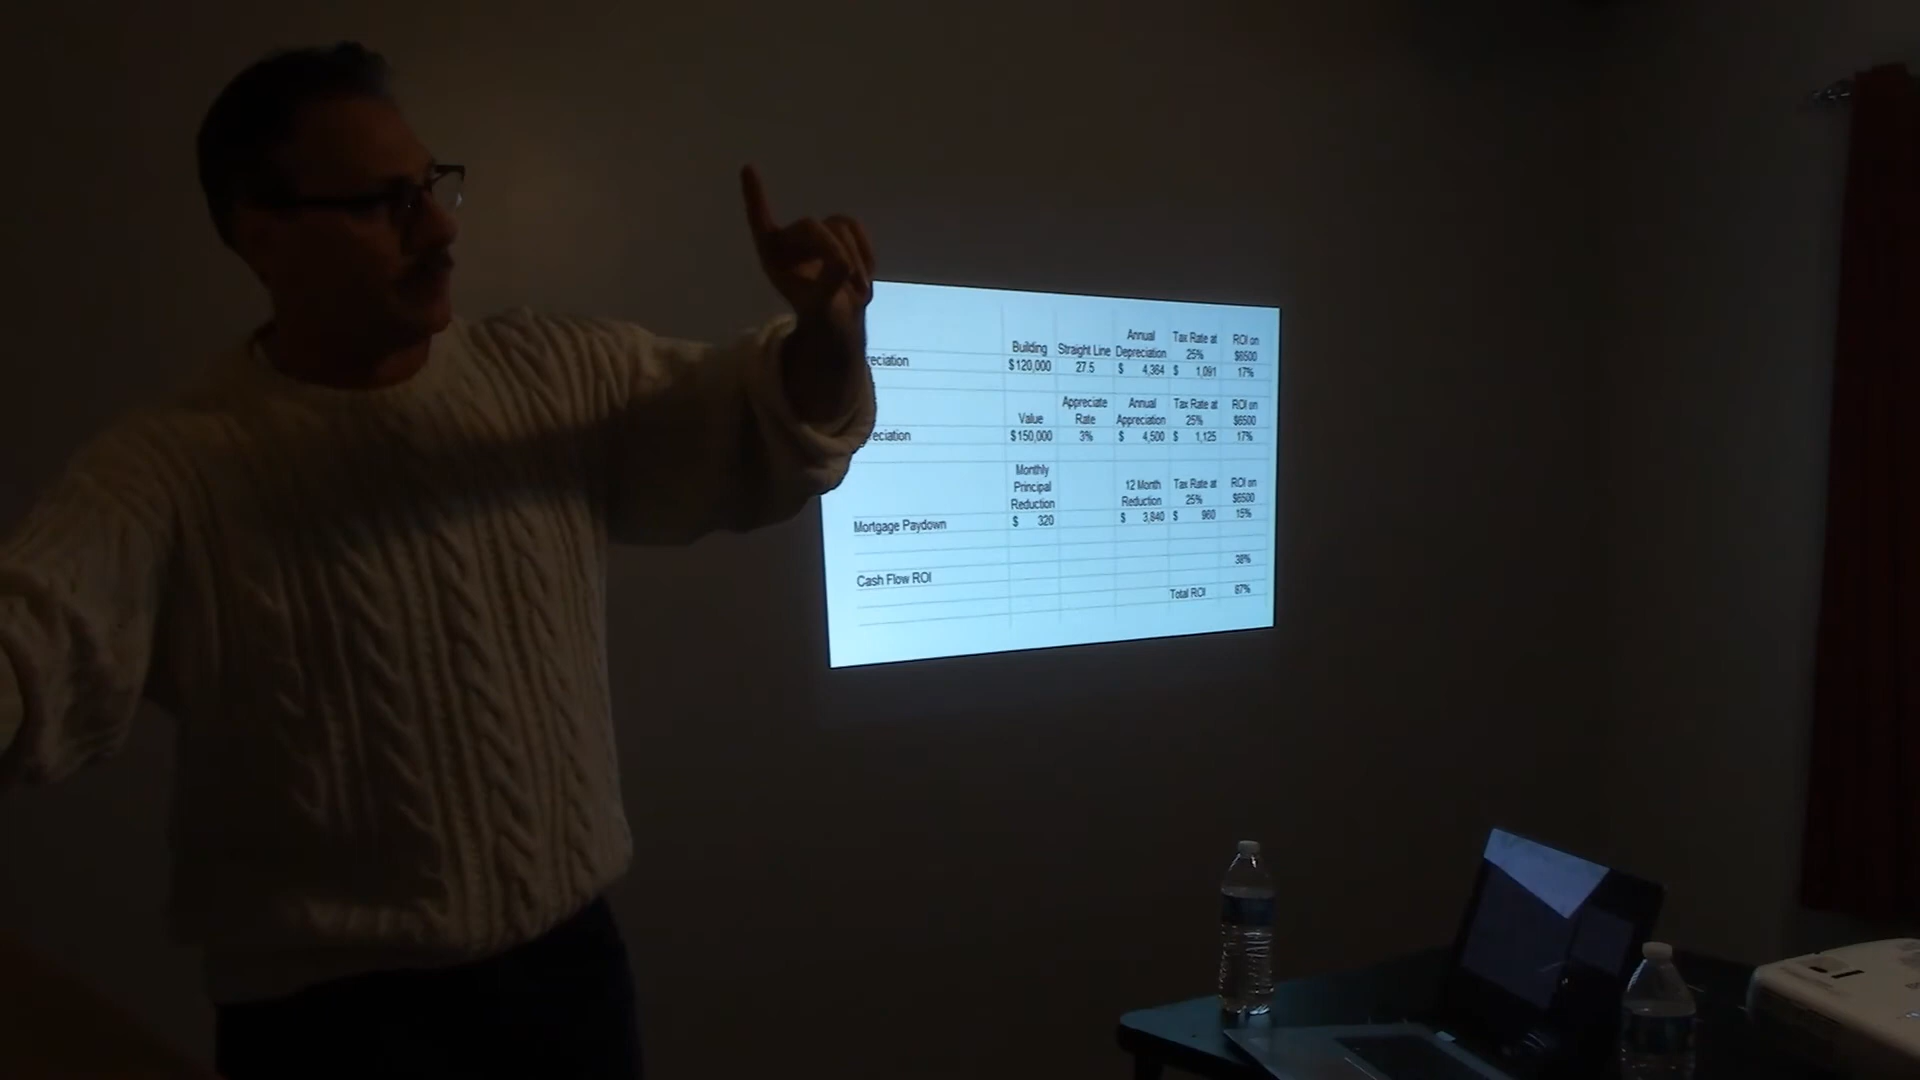 Annual Tax Rate at ROI on
Building Straight Line Depreciation 25% $6500
reciation $120,000 27.5 $ 4,364 $ 1,091 17%
Appreciate Annual Tax Rate at ROI on
Value Rate Appreciation 25% $6500
reciation $150,000 3% $ 4,500 $ 1,125 17%
Monthly
Principal 12 Month Tax Rate at ROI on
Reduction Reduction 25% $6500
Mortgage Paydown $ 320 $ 3,840 $ 960 15%
Cash Flow ROI 38%
Total ROI 87%